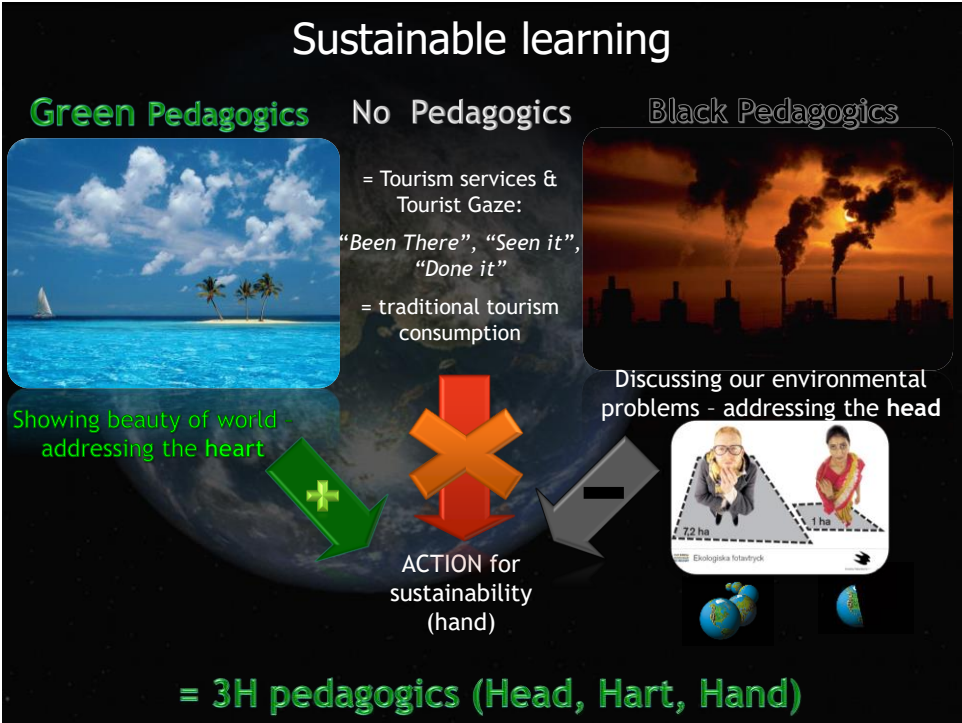 Sustainable learning
Green Pedagogics
No Pedagogics
= Tourism services &
Tourist Gaze:
“Been There”, “Seen it”,
“Done it”
= traditional tourism
consumption
Black Pedagogics
Showing beauty of world –
addressing the heart
Discussing our environmental
problems – addressing the head
7,2 ha
1 ha
Ekologiska fotavtryck
ACTION for
sustainability
(hand)
= 3H pedagogics (Head, Hart, Hand)